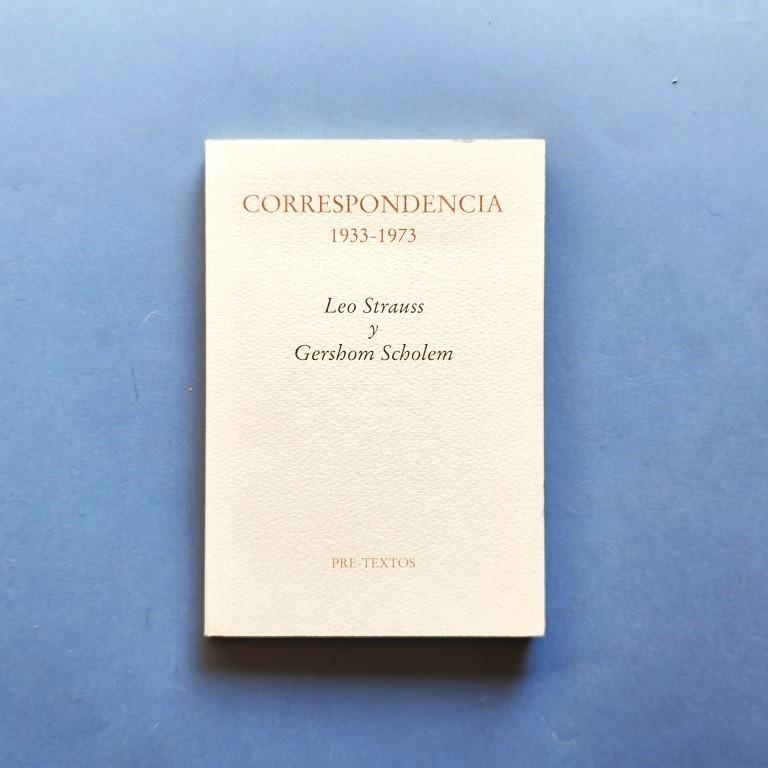 CORRESPONDENCIA
1933-1973
Leo Strauss
y
Gershom Scholem
PRE-TEXTOS